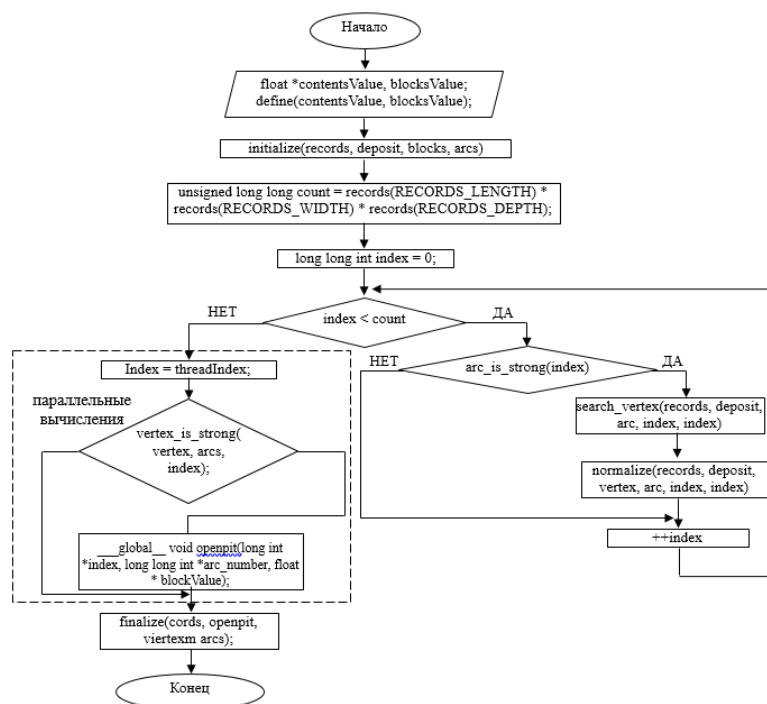 Начало
float *contentsValue, blocksValue;
define(contentsValue, blocksValue);
initialize(records, deposit, blocks, arcs)
unsigned long long count = records(RECORDS_LENGTH) *
records(RECORDS_WIDTH) * records(RECORDS_DEPTH);
long long int index = 0;
НЕТ
index < count
ДА
Index = threadIndex;
НЕТ
arc_is_strong(index)
ДА
параллельные
вычисления
vertex_is_strong(
vertex, arcs,
index);
search_vertex(records, deposit,
arc, index, index)
normalize(records, deposit,
vertex, arc, index, index)
++index
__global__ void openpit(long int
*index, long long int *arc_number, float
* blockValue);
finalize(cords, openpit,
viertexm arcs);
Конец